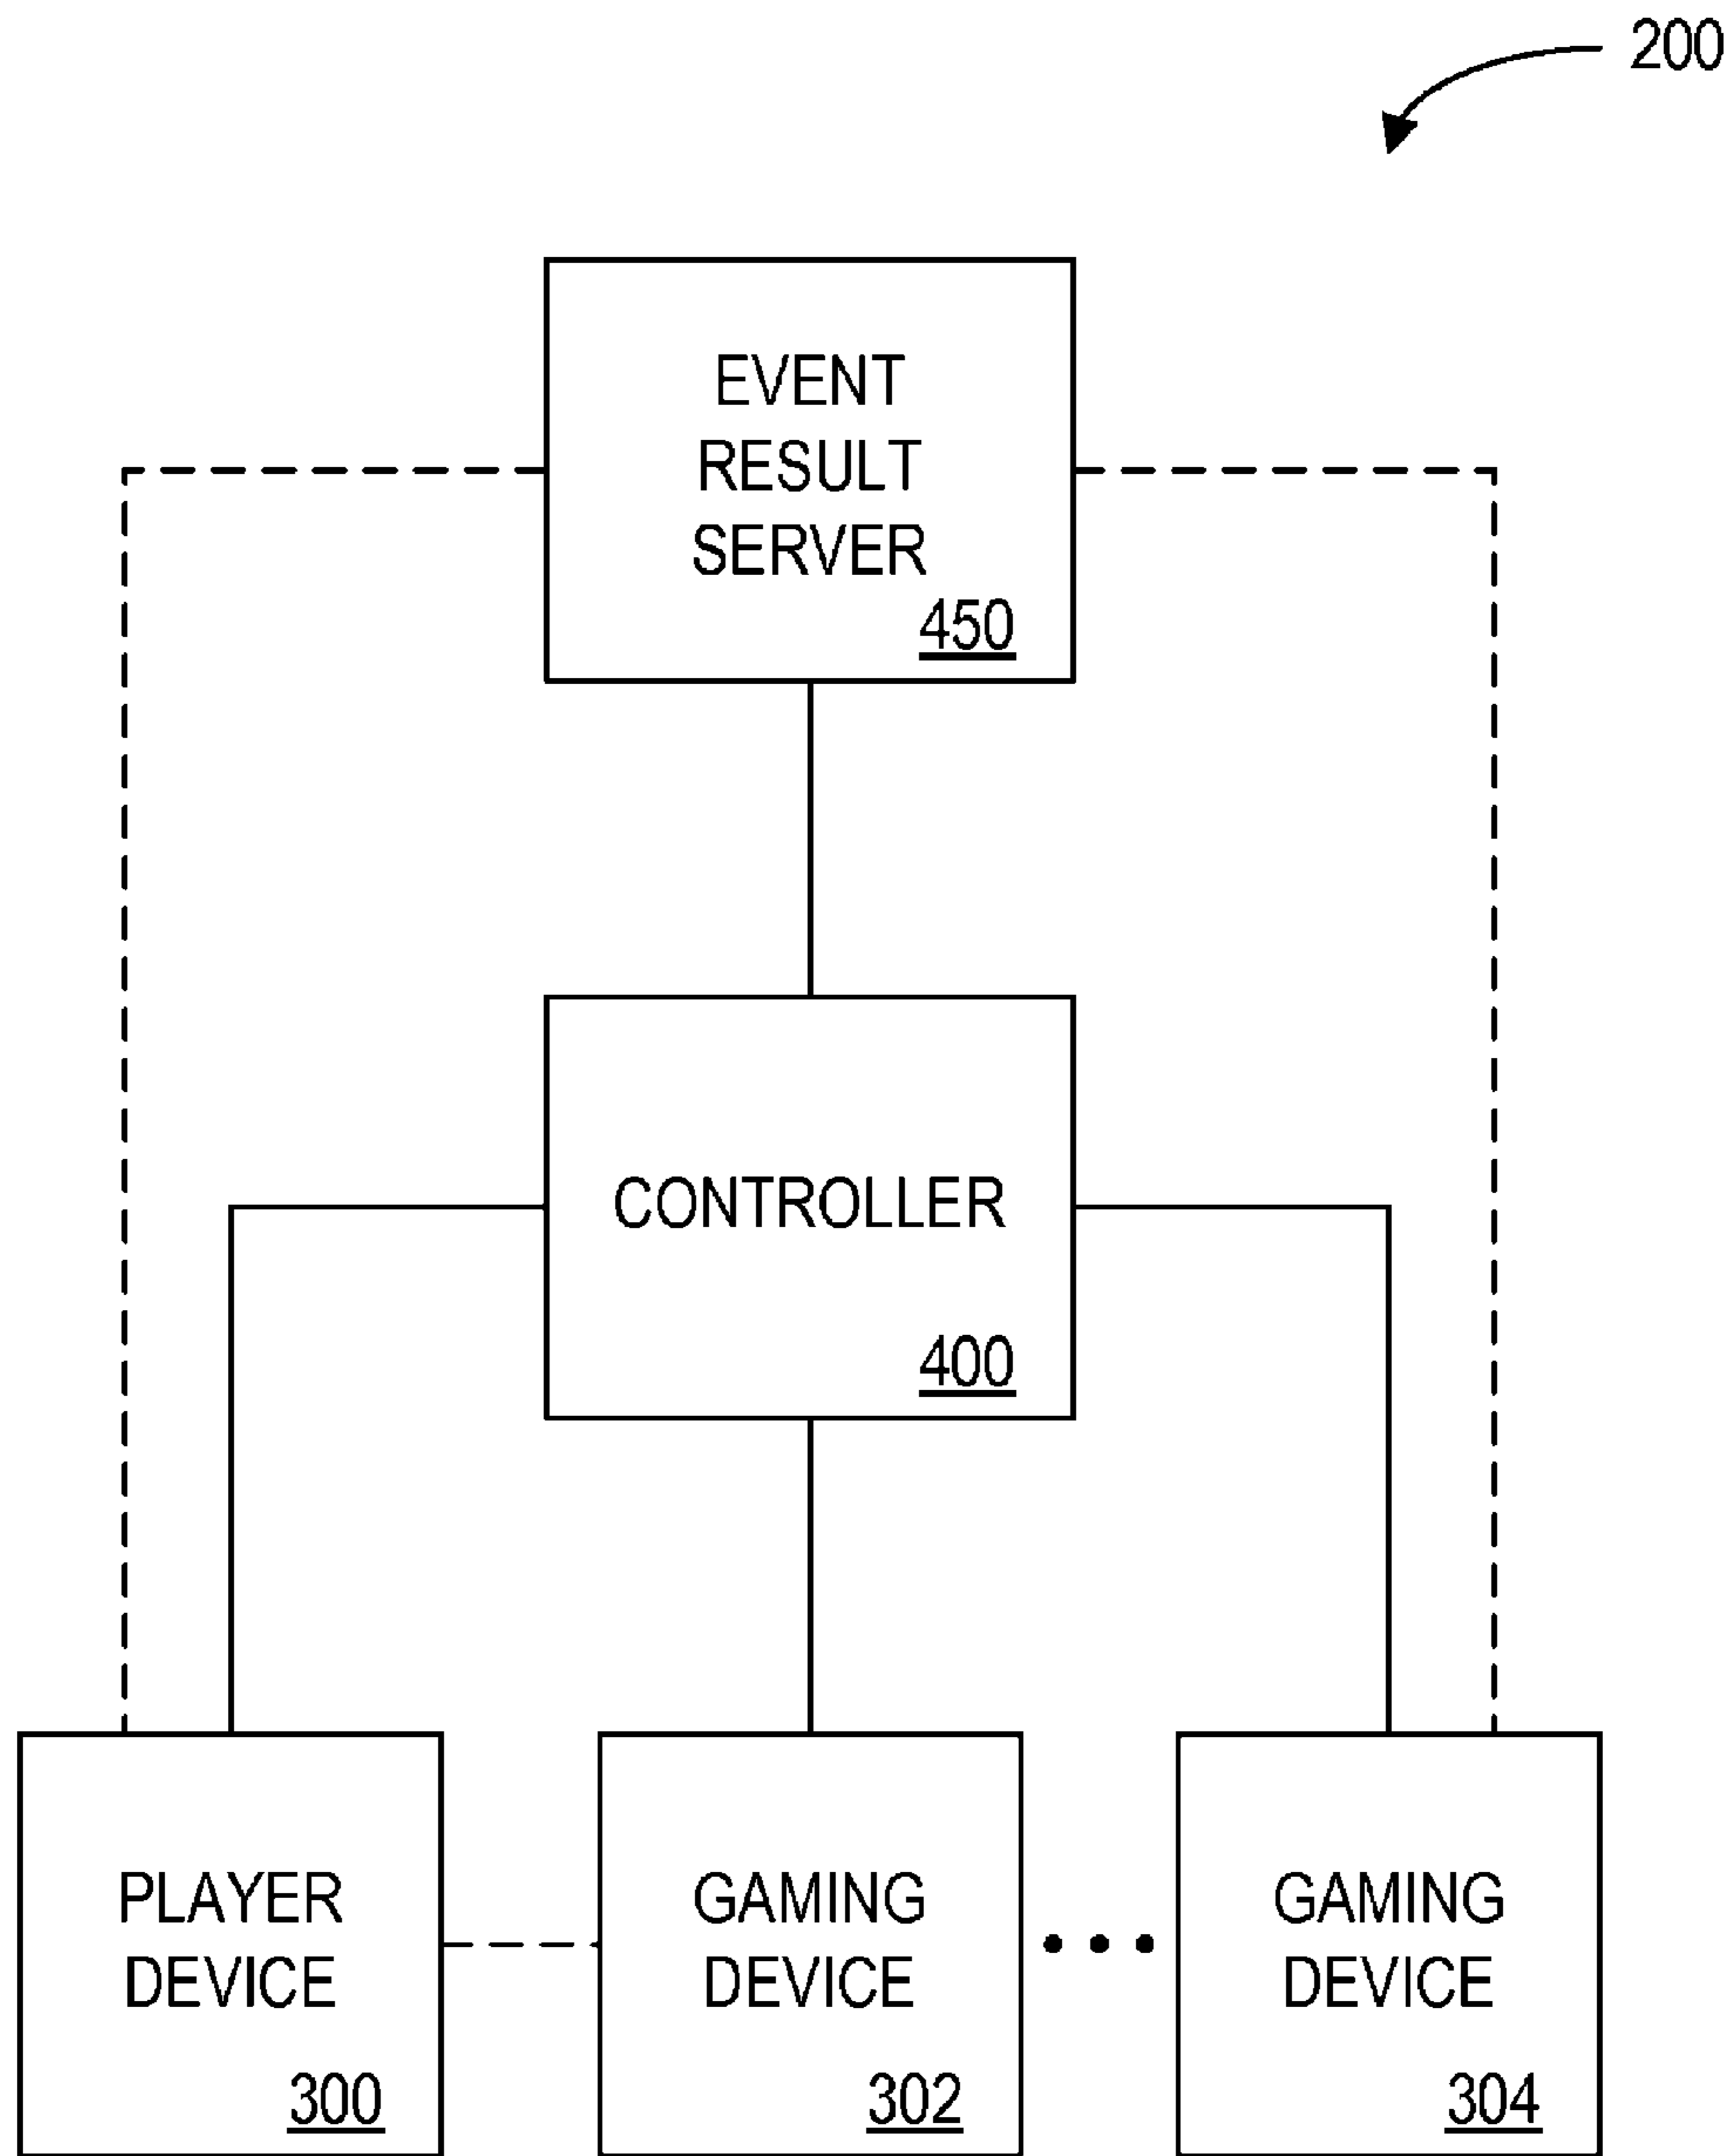 200
EVENT
RESULT
SERVER
450
CONTROLLER
400
PLAYER
DEVICE
300
GAMING
DEVICE
302
GAMING
DEVICE
304